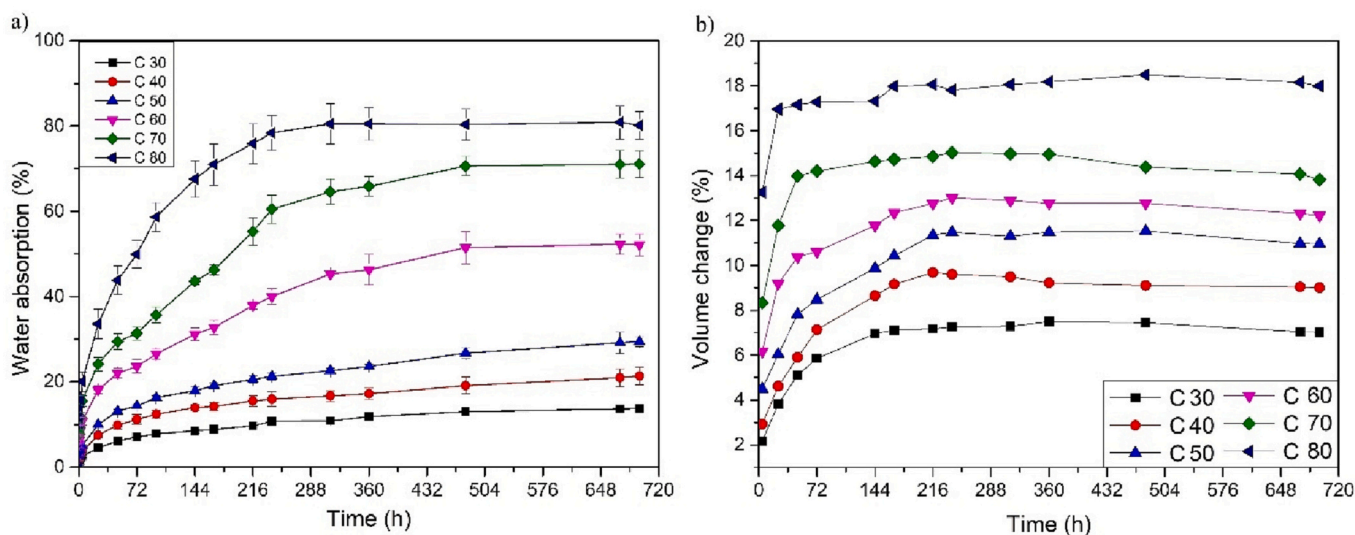 a)
100
80
60
40
20
0
Water absorption (%)
C 30
C 40
C 50
C 60
C 70
C 80
0 72 144 216 288 360 432 504 576 648 720
Time (h)
b)
20
18
16
14
12
10
8
6
4
2
Volume change (%)
C 30 C 60
C 40 C 70
C 50 C 80
0 72 144 216 288 360 432 504 576 648 720
Time (h)